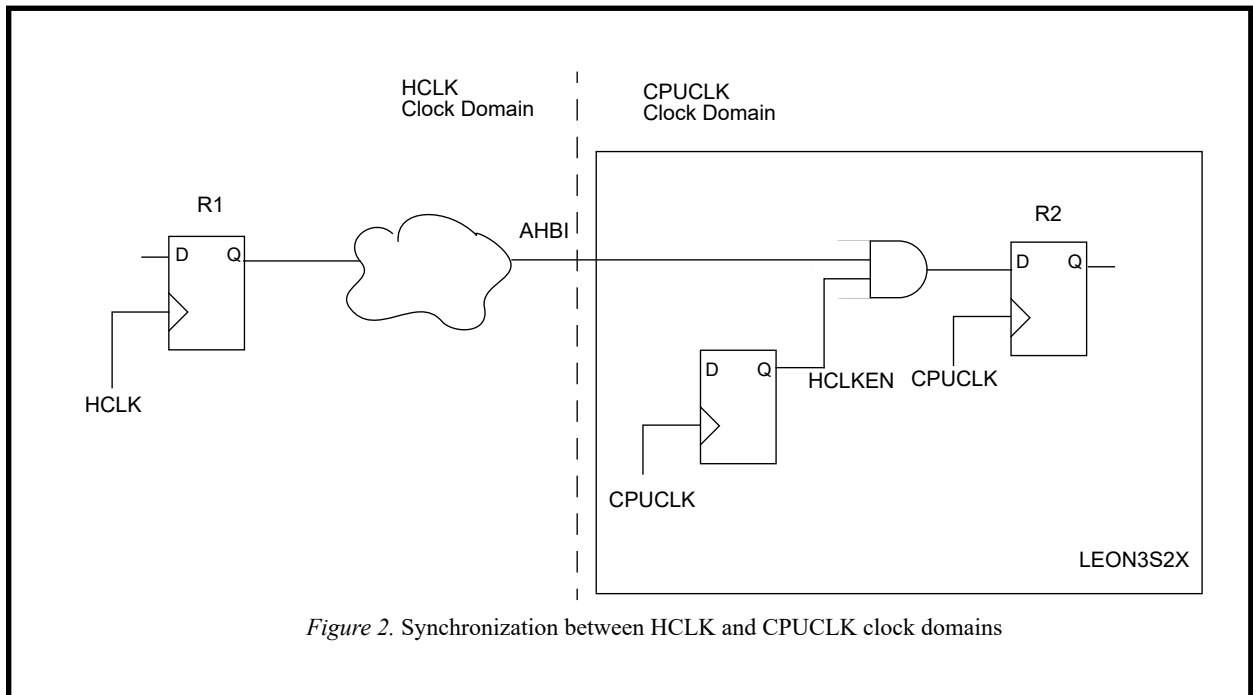 HCLK
Clock Domain
CPUCLK
Clock Domain
R1
D
Q
HCLK
AHBI
R2
D
Q
CPUCLK
D
Q
HCLKEN
CPUCLK
LEON3S2X
Figure 2. Synchronization between HCLK and CPUCLK clock domains